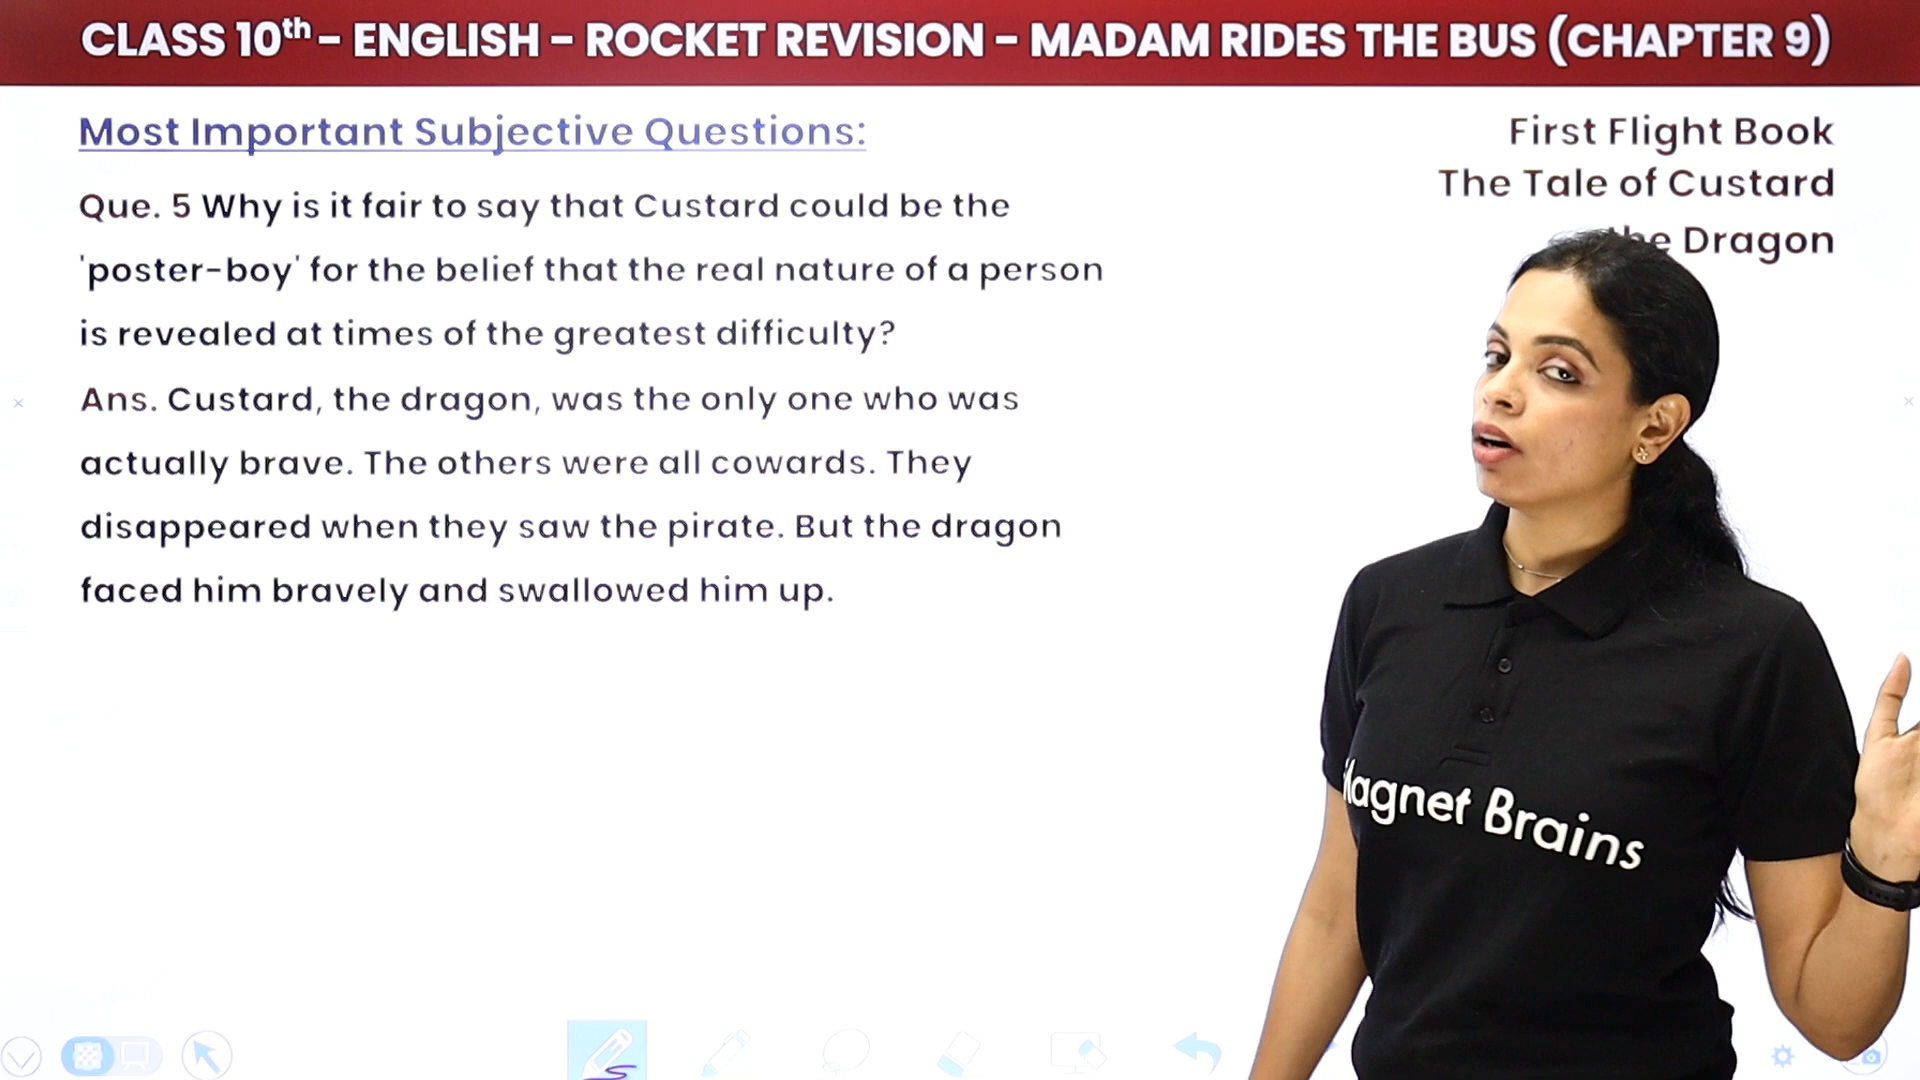 CLASS 10th - ENGLISH - ROCKET REVISION - MADAM RIDES THE BUS (CHAPTER 9)
Most Important Subjective Questions:
First Flight Book
The Tale of Custard
the Dragon
Que. 5 Why is it fair to say that Custard could be the
'poster-boy' for the belief that the real nature of a person
is revealed at times of the greatest difficulty?
Ans. Custard, the dragon, was the only one who was
actually brave. The others were all cowards. They
disappeared when they saw the pirate. But the dragon
faced him bravely and swallowed him up.
Magnet Brains